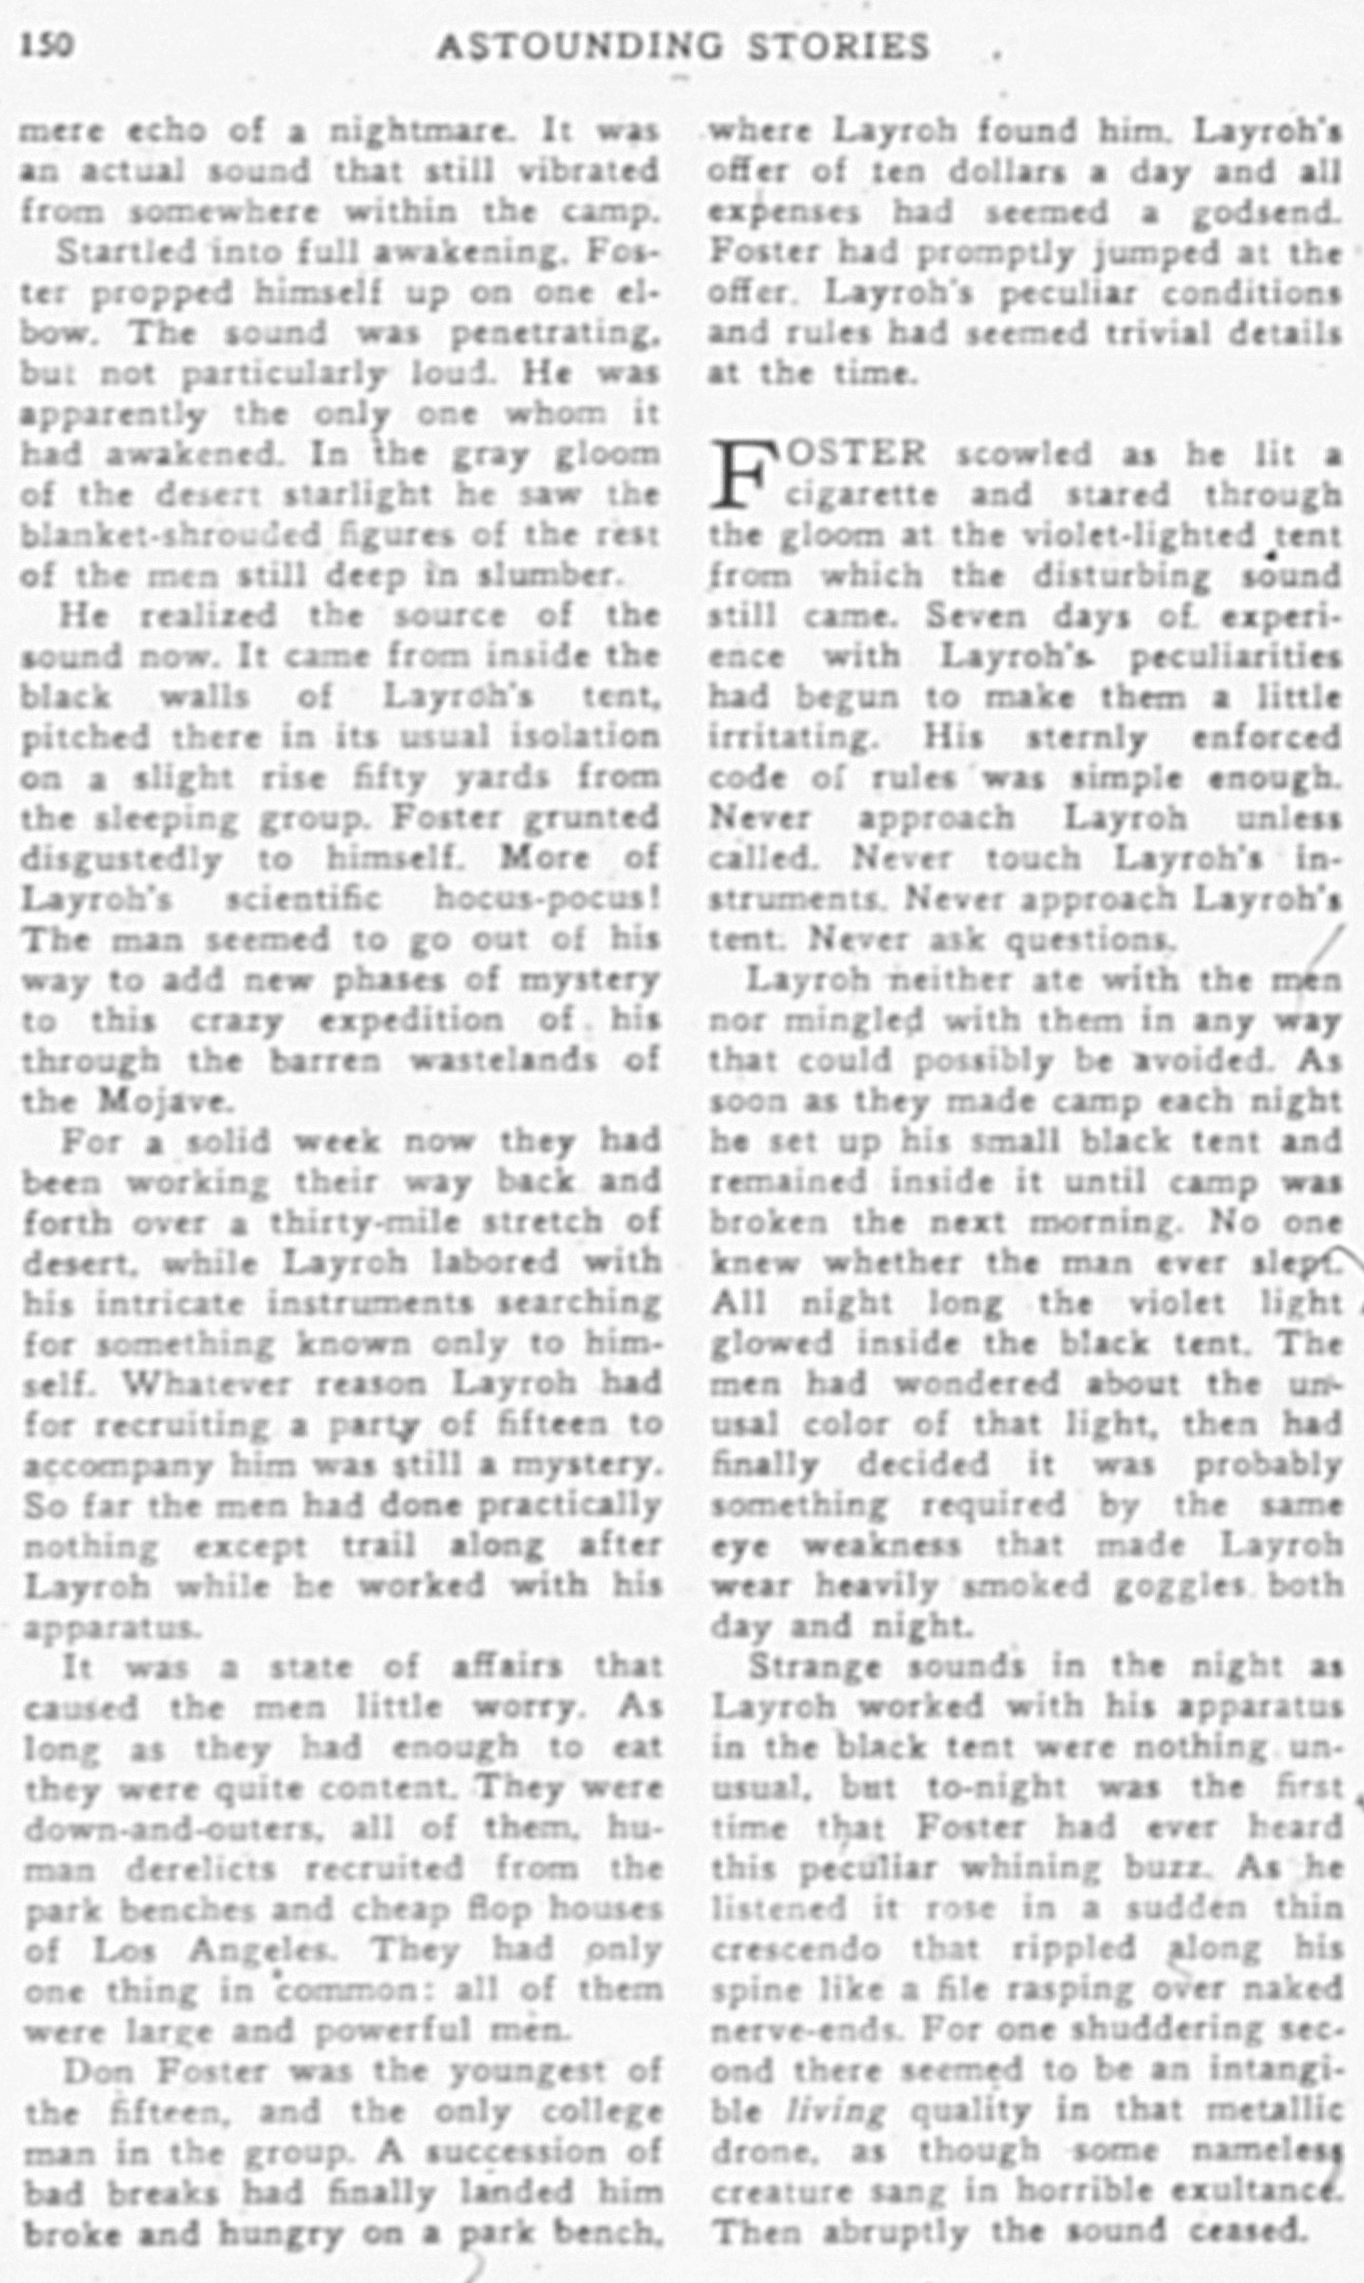 150
ASTOUNDING STORIES
mere echo of a nightmare. It was
an actual sound that still vibrated
from somewhere within the camp.
Startled into full awakening, Fos-
ter propped himself up on one el-
bow. The sound was penetrating,
but not particularly loud. He was
apparently the only one whom it
had awakened. In the gray gloom
of the desert starlight he saw the
blanket-shrouded figures of the rest
of the men still deep in slumber.
He realized the source of the
sound now. It came from inside the
black walls of Layroh's tent,
pitched there in its usual isolation
on a slight rise fifty yards from
the sleeping group. Foster grunted
disgustedly to himself. More of
Layroh's scientific hocus-pocus!
The man seemed to go out of his
way to add new phases of mystery
to this crazy expedition of his
through the barren wastelands of
the Mojave.
For a solid week now they had
been working their way back and
forth over a thirty-mile stretch of
desert, while Layroh labored with
his intricate instruments searching
for something known only to him-
self. Whatever reason Layroh had
for recruiting a party of fifteen to
accompany him was still a mystery.
So far the men had done practically
nothing except trail along after
Layroh while he worked with his
apparatus.
It was a state of affairs that
caused the men little worry. As
long as they had enough to eat
they were quite content. They were
down-and-outers, all of them, hu-
man derelicts recruited from the
park benches and cheap flop houses
of Los Angeles. They had only
one thing in common: all of them
were large and powerful men.
Don Foster was the youngest of
the fifteen, and the only college
man in the group. A succession of
bad breaks had finally landed him
broke and hungry on a park bench,
where Layroh found him. Layroh's
offer of ten dollars a day and all
expenses had seemed a godsend.
Foster had promptly jumped at the
offer. Layroh's peculiar conditions
and rules had seemed trivial details
at the time.
FOSTER scowled as he lit a
cigarette and stared through
the gloom at the violet-lighted tent
from which the disturbing sound
still came. Seven days of experi-
ence with Layroh's peculiarities
had begun to make them a little
irritating. His sternly enforced
code of rules was simple enough.
Never approach Layroh unless
called. Never touch Layroh's in-
struments. Never approach Layroh's
tent. Never ask questions.
Layroh neither ate with the men
nor mingled with them in any way
that could possibly be avoided. As
soon as they made camp each night
he set up his small black tent and
remained inside it until camp was
broken the next morning. No one
knew whether the man ever slept.
All night long the violet light
glowed inside the black tent. The
men had wondered about the un-
usal color of that light, then had
finally decided it was probably
something required by the same
eye weakness that made Layroh
wear heavily smoked goggles both
day and night.
Strange sounds in the night as
Layroh worked with his apparatus
in the black tent were nothing un-
usual, but to-night was the first
time that Foster had ever heard
this peculiar whining buzz. As he
listened it rose in a sudden thin
crescendo that rippled along his
spine like a file rasping over naked
nerve-ends. For one shuddering sec-
ond there seemed to be an intangi-
ble living quality in that metallic
drone, as though some nameless
creature sang in horrible exultance.
Then abruptly the sound ceased.